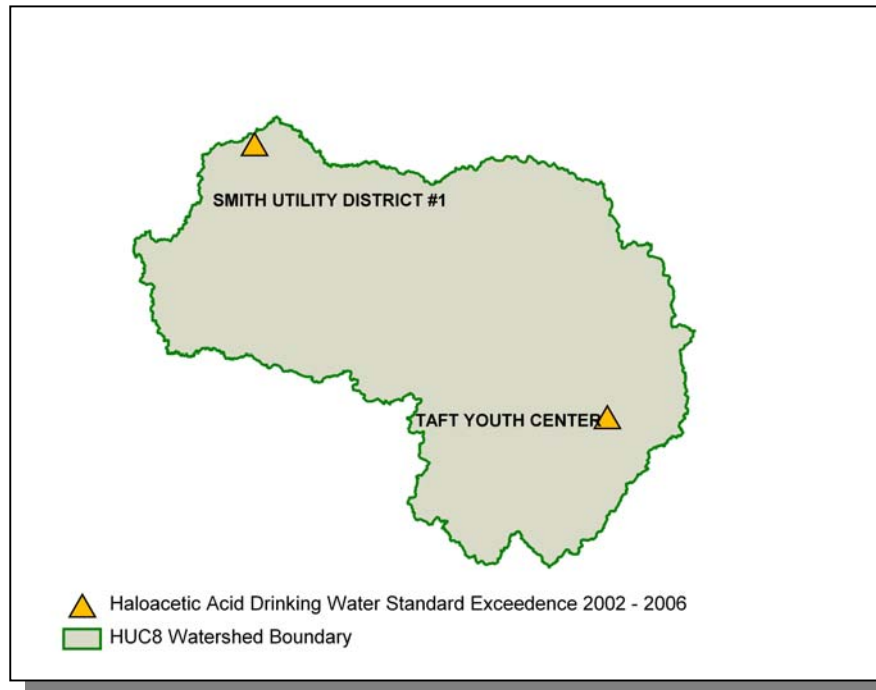 SMITH UTILITY DISTRICT #1
TAFT YOUTH CENTER
Haloacetic Acid Drinking Water Standard Exceedence 2002 - 2006
HUC8 Watershed Boundary